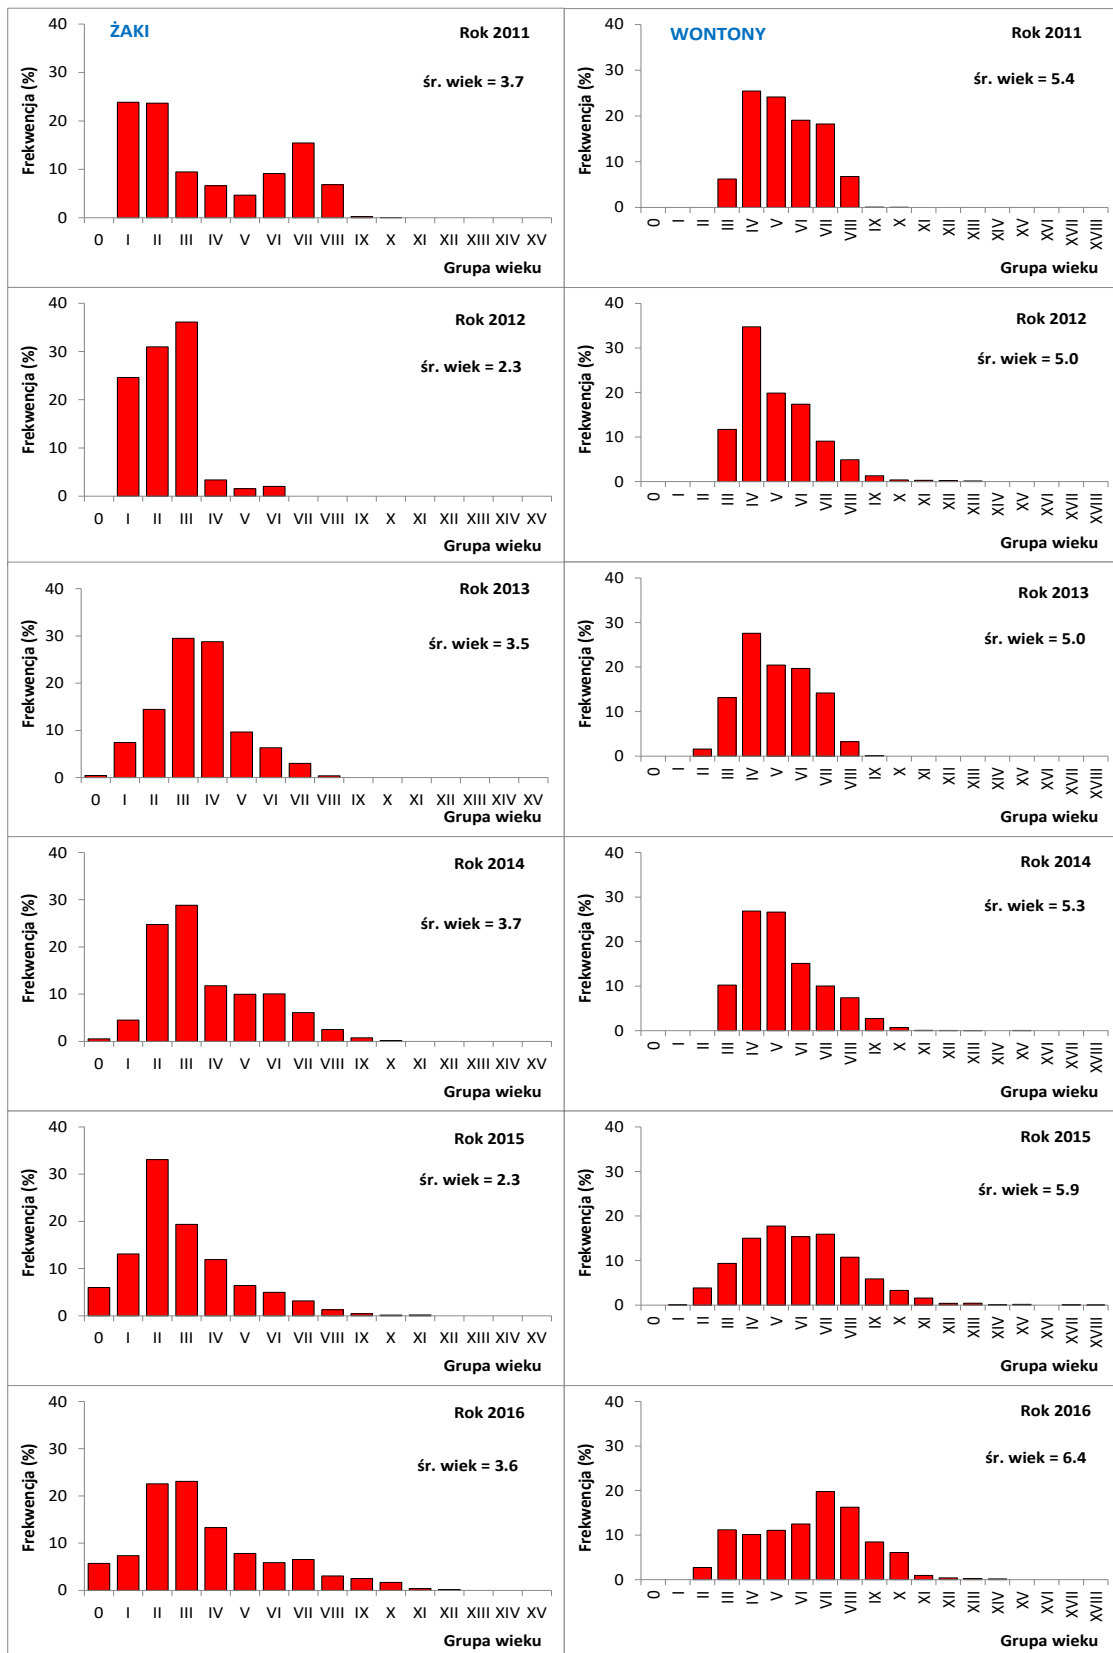 ŻAKI
Rok 2011
śr. wiek = 3.7
Frekwencja (%)
40
30
20
10
0
0 I II III IV V VI VII VIII IX X XI XII XIII XIV XV
Grupa wieku
WONTONY
Rok 2011
śr. wiek = 5.4
Frekwencja (%)
40
30
20
10
0
0 I II III IV V VI VII VIII IX X XI XII XIII XIV XV XVI XVII XVIII
Grupa wieku
Rok 2012
śr. wiek = 2.3
Frekwencja (%)
40
30
20
10
0
0 I II III IV V VI VII VIII IX X XI XII XIII XIV XV
Grupa wieku
Rok 2012
śr. wiek = 5.0
Frekwencja (%)
40
30
20
10
0
0 I II III IV V VI VII VIII IX X XI XII XIII XIV XV XVI XVII XVIII
Grupa wieku
Rok 2013
śr. wiek = 3.5
Frekwencja (%)
40
30
20
10
0
0 I II III IV V VI VII VIII IX X XI XII XIII XIV XV
Grupa wieku
Rok 2013
śr. wiek = 5.0
Frekwencja (%)
40
30
20
10
0
0 I II III IV V VI VII VIII IX X XI XII XIII XIV XV XVI XVII XVIII
Grupa wieku
Rok 2014
śr. wiek = 3.7
Frekwencja (%)
40
30
20
10
0
0 I II III IV V VI VII VIII IX X XI XII XIII XIV XV
Grupa wieku
Rok 2014
śr. wiek = 5.3
Frekwencja (%)
40
30
20
10
0
0 I II III IV V VI VII VIII IX X XI XII XIII XIV XV XVI XVII XVIII
Grupa wieku
Rok 2015
śr. wiek = 2.3
Frekwencja (%)
40
30
20
10
0
0 I II III IV V VI VII VIII IX X XI XII XIII XIV XV
Grupa wieku
Rok 2015
śr. wiek = 5.9
Frekwencja (%)
40
30
20
10
0
0 I II III IV V VI VII VIII IX X XI XII XIII XIV XV XVI XVII XVIII
Grupa wieku
Rok 2016
śr. wiek = 3.6
Frekwencja (%)
40
30
20
10
0
0 I II III IV V VI VII VIII IX X XI XII XIII XIV XV
Grupa wieku
Rok 2016
śr. wiek = 6.4
Frekwencja (%)
40
30
20
10
0
0 I II III IV V VI VII VIII IX X XI XII XIII XIV XV XVI XVII XVIII
Grupa wieku